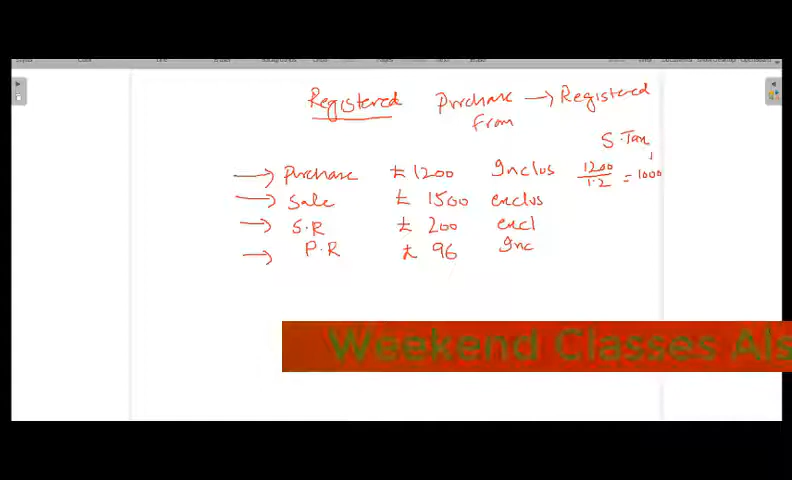 Registered Purchase → Registered
From
S.Tax
→ Purchase £ 1200 Inclus 1200/1.2 = 1000
→ Sale £ 1500 exclus
→ S.R £ 200 excl
→ P.R £ 96 Inc
Weekend Classes Als